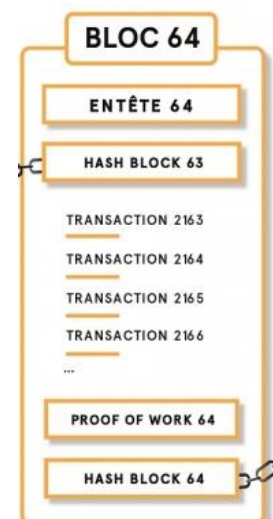 BLOC 64
ENTÊTE 64
HASH BLOCK 63
TRANSACTION 2163
TRANSACTION 2164
TRANSACTION 2165
TRANSACTION 2166
...
PROOF OF WORK 64
HASH BLOCK 64